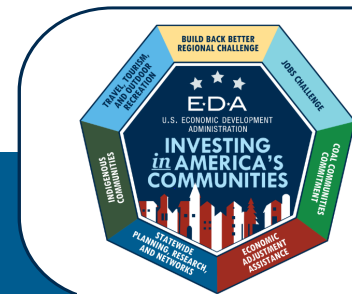 BUILD BACK BETTER
REGIONAL CHALLENGE
JOBS CHALLENGE
COAL COMMUNITIES
COMMITMENT
ECONOMIC
ADJUSTMENT
ASSISTANCE
STATEWIDE
PLANNING, RESEARCH,
AND NETWORKS
INDIGENOUS
COMMUNITIES
TRAVEL, TOURISM,
AND OUTDOOR
RECREATION
E·D·A
U.S. ECONOMIC DEVELOPMENT
ADMINISTRATION
INVESTING
in AMERICA'S
COMMUNITIES